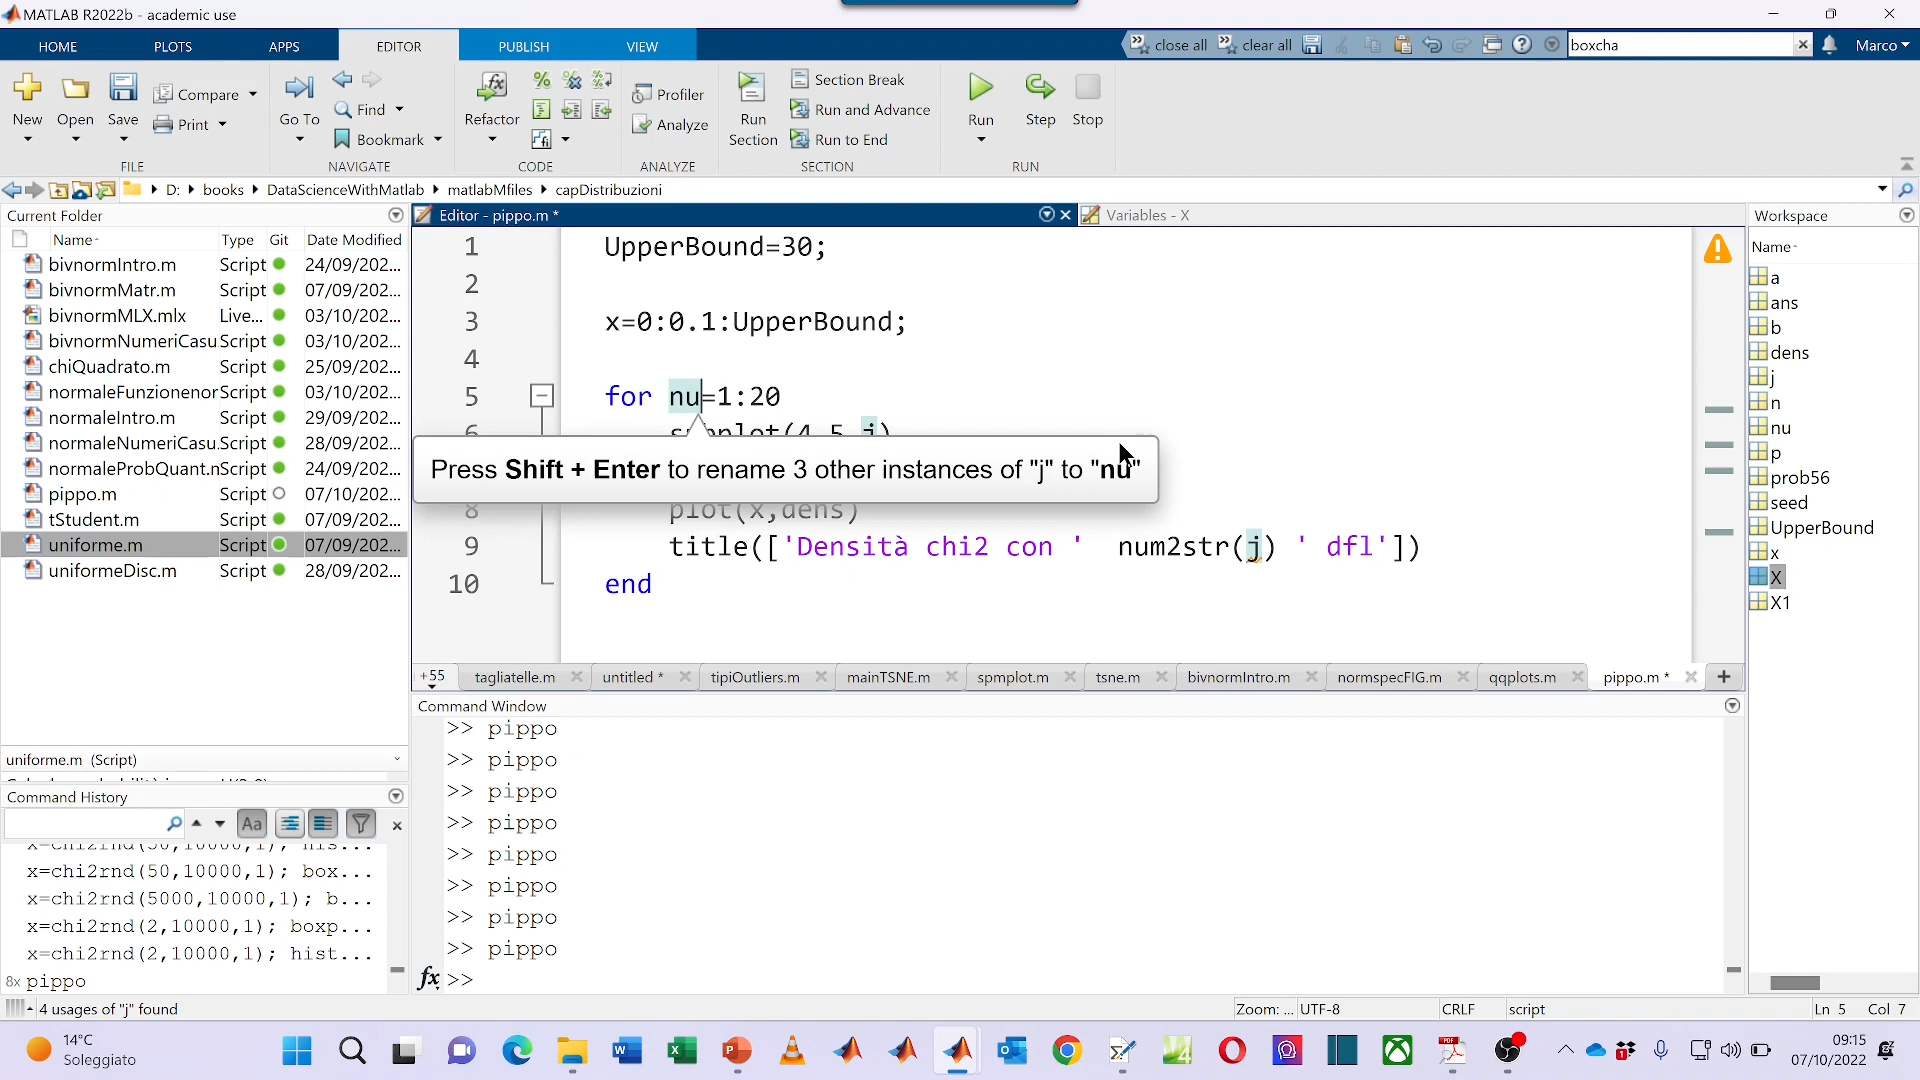 MATLAB R2022b - academic use
HOME PLOTS APPS EDITOR PUBLISH VIEW
close all clear all boxcha Marco
New Open Save Compare Print
Go To Find Bookmark
Refactor
Profiler Analyze
Run Section
Section Break
Run and Advance
Run to End
Run Step Stop
FILE NAVIGATE CODE ANALYZE SECTION RUN
D: books DataScienceWithMatlab matlabMfiles capDistribuzioni
Current Folder
Name Type Git Date Modified
bivnormIntro.m Script 24/09/202...
bivnormMatr.m Script 07/09/202...
bivnormMLX.mlx Live... 03/10/202...
bivnormNumeriCasu Script 03/10/202...
chiQuadrato.m Script 25/09/202...
normaleFunzionenor Script 03/10/202...
normaleIntro.m Script 29/09/202...
normaleNumeriCasu Script 28/09/202...
normaleProbQuant.n Script 24/09/202...
pippo.m Script 07/10/202...
tStudent.m Script 07/09/202...
uniforme.m Script 07/09/202...
uniformeDisc.m Script 28/09/202...
uniforme.m (Script)
Command History
Aa
x=chi2rnd(50,10000,1); his...
x=chi2rnd(50,10000,1); box...
x=chi2rnd(5000,10000,1); b...
x=chi2rnd(2,10000,1); boxp...
x=chi2rnd(2,10000,1); hist...
8x pippo
Editor - pippo.m *
Variables - X
1 UpperBound=30;
2
3 x=0:0.1:UpperBound;
4
5 for nu=1:20
6 subplot(4,5,j)
Press Shift + Enter to rename 3 other instances of "j" to "nu"
8 plot(x,dens)
9 title(['Densità chi2 con ' num2str(j) ' dfl'])
10 end
+55 tagliatelle.m untitled * tipiOutliers.m mainTSNE.m spmplot.m tsne.m bivnormIntro.m normspecFIG.m qqplots.m pippo.m * +
Command Window
>> pippo
>> pippo
>> pippo
>> pippo
>> pippo
>> pippo
>> pippo
>> pippo
fx >>
Workspace
Name
a
ans
b
dens
j
n
nu
p
prob56
seed
UpperBound
x
X
X1
4 usages of "j" found
Zoom: ... UTF-8 CRLF script Ln 5 Col 7
14°C
Soleggiato
09:15
07/10/2022